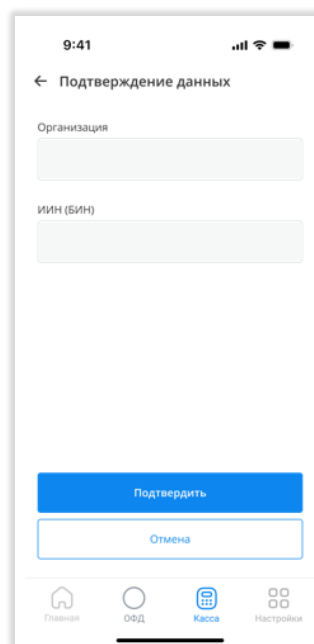 9:41
← Подтверждение данных
Организация
ИИН (БИН)
Подтвердить
Отмена
Главная ОФД Касса Настройки